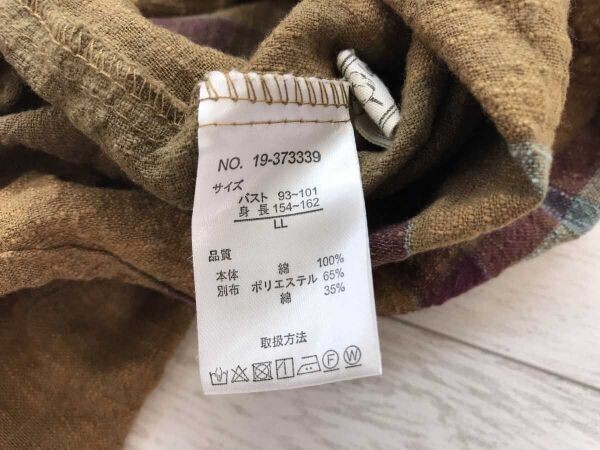 NO. 19-373339
サイズ
バスト 93~101
身 長 154~162
LL
品質
本体 綿 100%
別布 ポリエステル 65%
綿 35%
取扱方法
F W